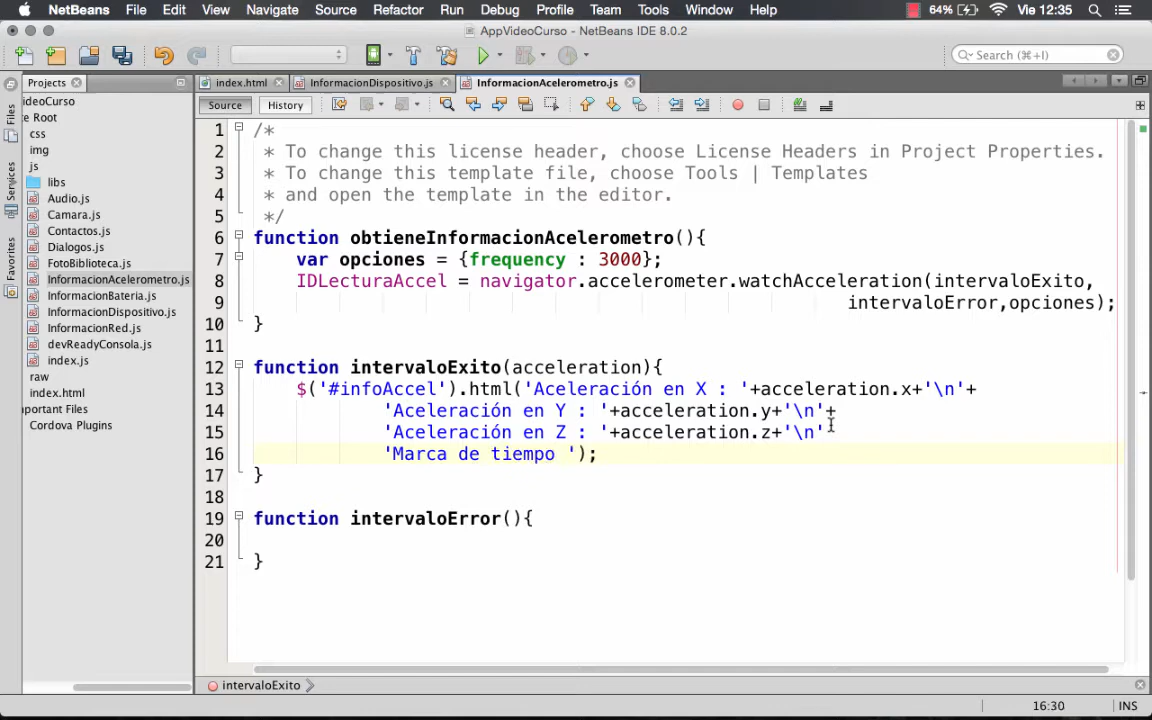 NetBeans File Edit View Navigate Source Refactor Run Debug Profile Team Tools Window Help 64% Vie 12:35
AppVideoCurso - NetBeans IDE 8.0.2
Search (⌘+I)
Projects index.html InformacionDispositivo.js InformacionAcelerometro.js
Source History
Files
Services
Favorites
ideoCurso
e Root
css
img
js
libs
Audio.js
Camara.js
Contactos.js
Dialogos.js
FotoBiblioteca.js
InformacionAcelerometro.js
InformacionBateria.js
InformacionDispositivo.js
InformacionRed.js
devReadyConsola.js
index.js
raw
index.html
portant Files
Cordova Plugins
1 /*
2 * To change this license header, choose License Headers in Project Properties.
3 * To change this template file, choose Tools | Templates
4 * and open the template in the editor.
5 */
6 function obtieneInformacionAcelerometro(){
7 var opciones = {frequency : 3000};
8 IDLecturaAccel = navigator.accelerometer.watchAcceleration(intervaloExito,
9 intervaloError,opciones);
10 }
11
12 function intervaloExito(acceleration){
13 $('#infoAccel').html('Aceleración en X : '+acceleration.x+'\n'+
14 'Aceleración en Y : '+acceleration.y+'\n'+
15 'Aceleración en Z : '+acceleration.z+'\n'
16 'Marca de tiempo ');
17 }
18
19 function intervaloError(){
20
21 }
intervaloExito
16:30 INS